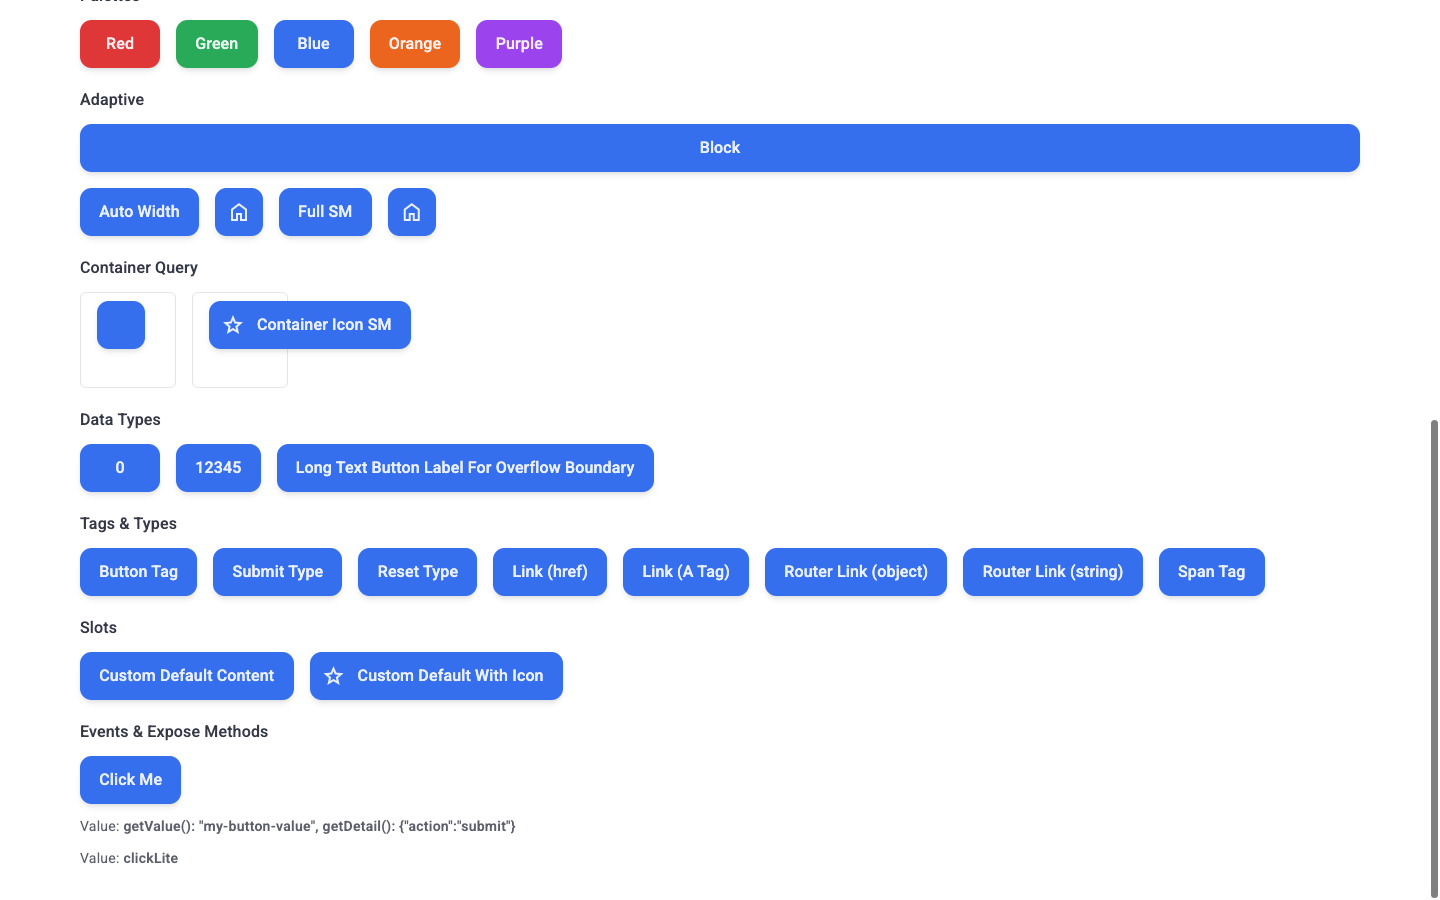 Red
Green
Blue
Orange
Purple
Adaptive
Block
Auto Width
Full SM
Container Query
Container Icon SM
Data Types
0
12345
Long Text Button Label For Overflow Boundary
Tags & Types
Button Tag
Submit Type
Reset Type
Link (href)
Link (A Tag)
Router Link (object)
Router Link (string)
Span Tag
Slots
Custom Default Content
Custom Default With Icon
Events & Expose Methods
Click Me
Value: getValue(): "my-button-value", getDetail(): {"action":"submit"}
Value: clickLite